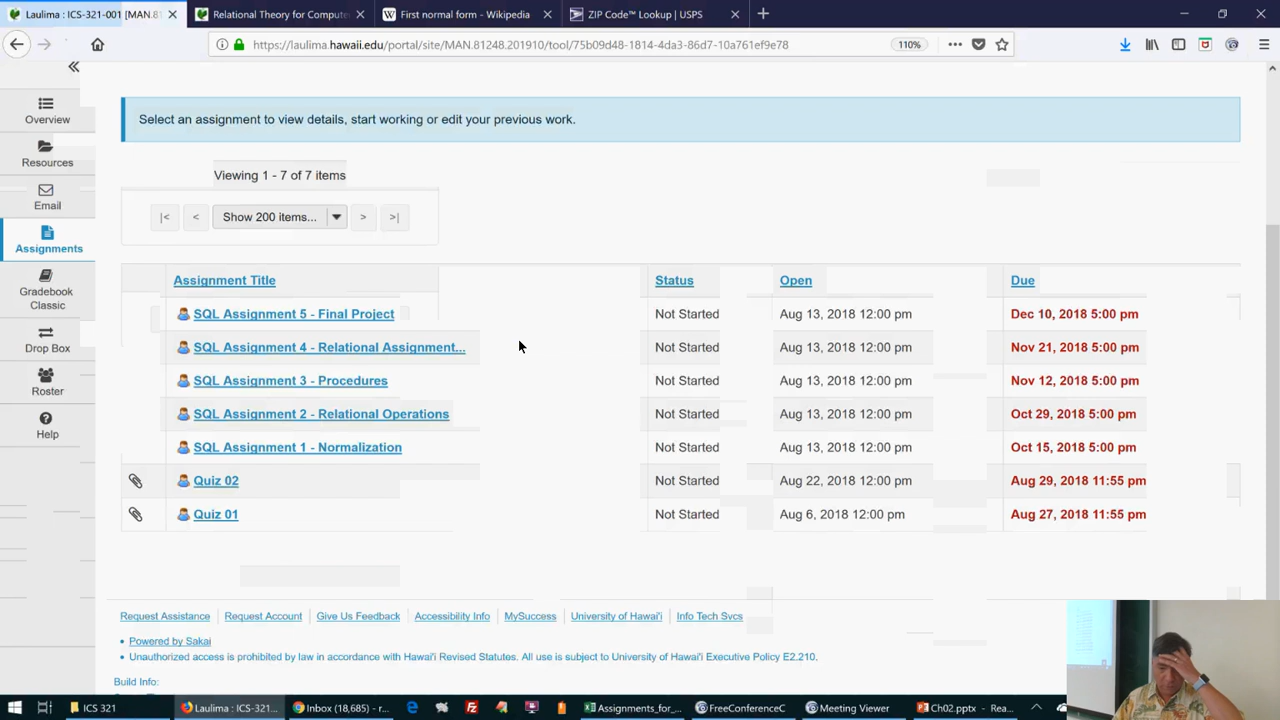 Laulima : ICS-321-001 [MAN.81
Relational Theory for Compute
First normal form - Wikipedia
ZIP Code™ Lookup | USPS
https://laulima.hawaii.edu/portal/site/MAN.81248.201910/tool/75b09d48-1814-4da3-86d7-10a761ef9e78
110%
Overview
Resources
Email
Assignments
Gradebook
Classic
Drop Box
Roster
Help
Select an assignment to view details, start working or edit your previous work.
Viewing 1 - 7 of 7 items
|< < Show 200 items... > >|
Assignment Title Status Open Due
SQL Assignment 5 - Final Project Not Started Aug 13, 2018 12:00 pm Dec 10, 2018 5:00 pm
SQL Assignment 4 - Relational Assignment... Not Started Aug 13, 2018 12:00 pm Nov 21, 2018 5:00 pm
SQL Assignment 3 - Procedures Not Started Aug 13, 2018 12:00 pm Nov 12, 2018 5:00 pm
SQL Assignment 2 - Relational Operations Not Started Aug 13, 2018 12:00 pm Oct 29, 2018 5:00 pm
SQL Assignment 1 - Normalization Not Started Aug 13, 2018 12:00 pm Oct 15, 2018 5:00 pm
Quiz 02 Not Started Aug 22, 2018 12:00 pm Aug 29, 2018 11:55 pm
Quiz 01 Not Started Aug 6, 2018 12:00 pm Aug 27, 2018 11:55 pm
Request Assistance Request Account Give Us Feedback Accessibility Info MySuccess University of Hawai'i Info Tech Svcs
• Powered by Sakai
• Unauthorized access is prohibited by law in accordance with Hawai'i Revised Statutes. All use is subject to University of Hawai'i Executive Policy E2.210.
Build Info:
ICS 321
Laulima : ICS-321...
Inbox (18,685) - r...
Assignments_for_...
FreeConferenceC...
Meeting Viewer
Ch02.pptx - Rea...